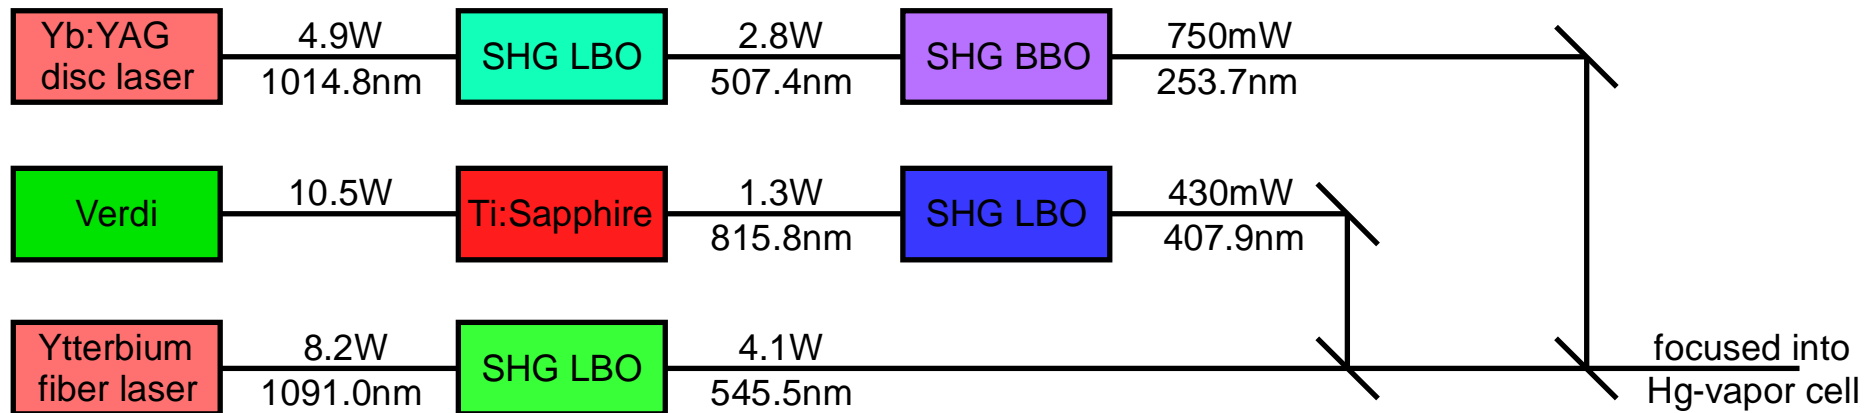 Yb:YAG
disc laser
4.9W
1014.8nm
SHG LBO
2.8W
507.4nm
SHG BBO
750mW
253.7nm
Verdi
10.5W
Ti:Sapphire
1.3W
815.8nm
SHG LBO
430mW
407.9nm
Ytterbium
fiber laser
8.2W
1091.0nm
SHG LBO
4.1W
545.5nm
focused into
Hg-vapor cell